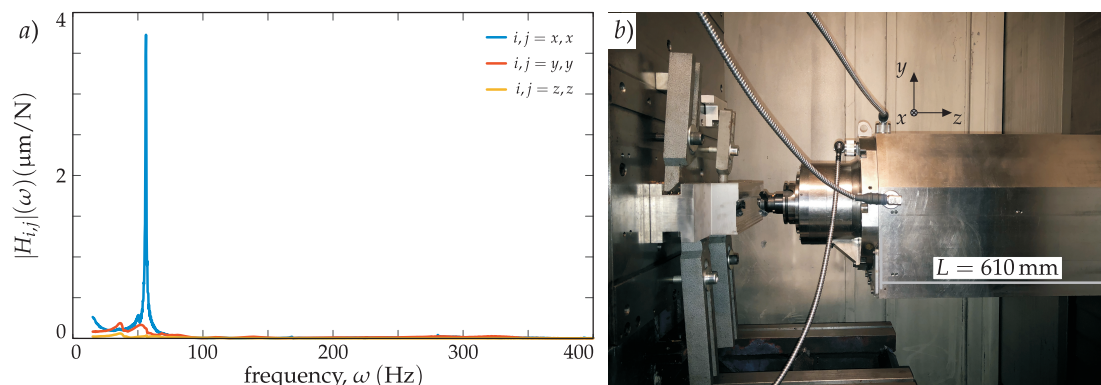 a)
4
2
0
|H_{i,j}|(ω) (μm/N)
i, j = x, x
i, j = y, y
i, j = z, z
0 100 200 300 400
frequency, ω (Hz)
b)
y
x z
L = 610 mm